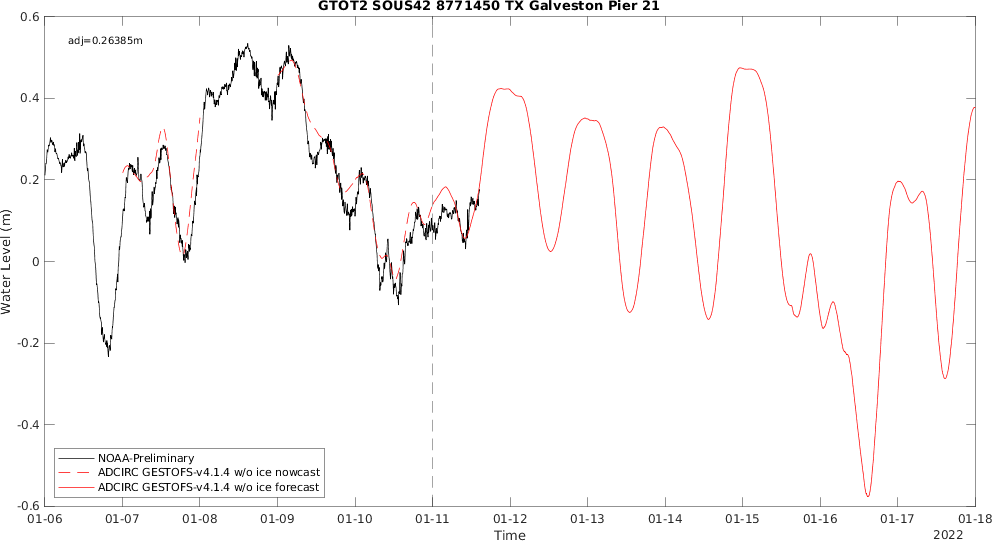 GTOT2 SOUS42 8771450 TX Galveston Pier 21
adj=0.26385m
0.6
0.4
0.2
0
-0.2
-0.4
-0.6
Water Level (m)
NOAA-Preliminary
ADCIRC GESTOFS-v4.1.4 w/o ice nowcast
ADCIRC GESTOFS-v4.1.4 w/o ice forecast
01-06 01-07 01-08 01-09 01-10 01-11 01-12 01-13 01-14 01-15 01-16 01-17 01-18
Time
2022